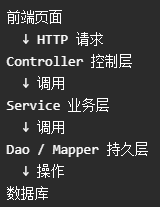 前端页面
↓ HTTP 请求
Controller 控制层
↓ 调用
Service 业务层
↓ 调用
Dao / Mapper 持久层
↓ 操作
数据库